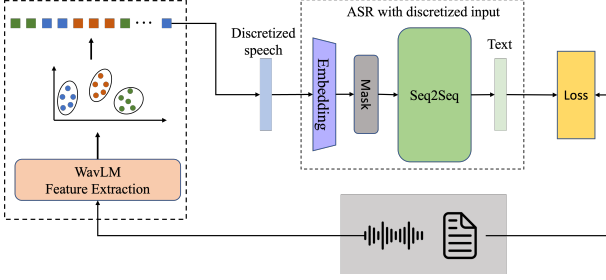 ASR with discretized input
Discretized
speech
Embedding
Mask
Seq2Seq
Text
Loss
WavLM
Feature Extraction